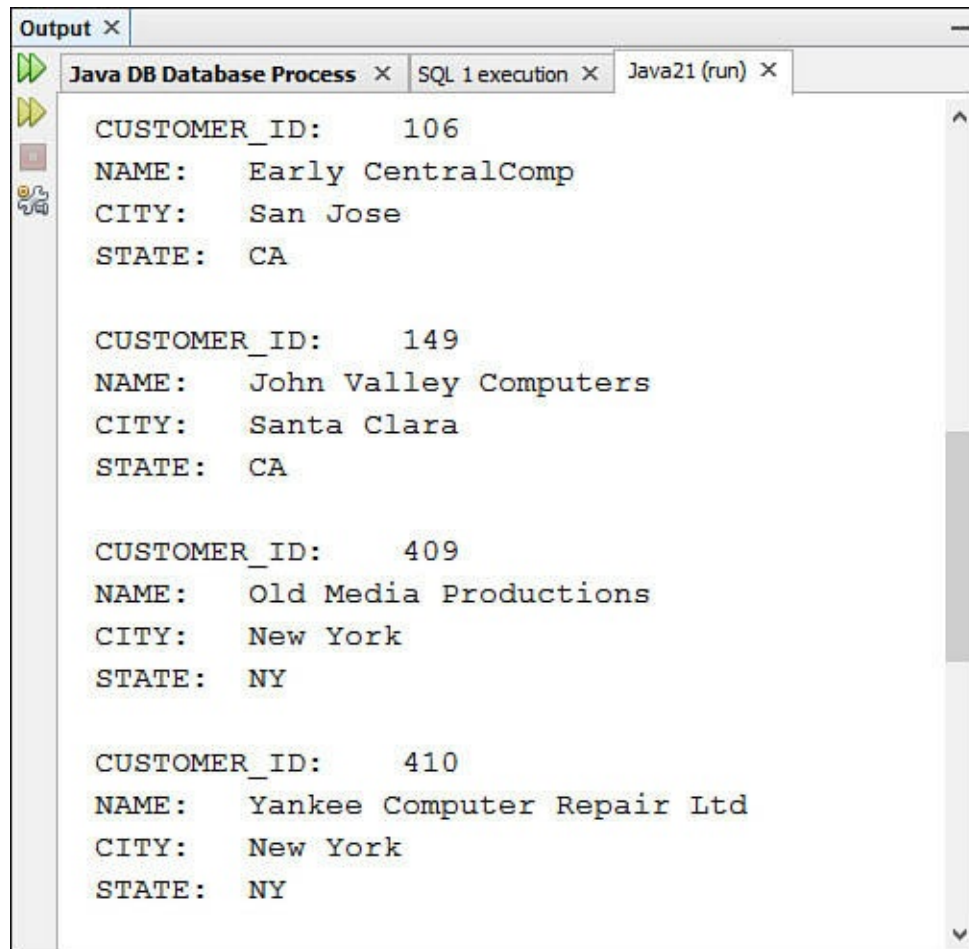 Output
Java DB Database Process SQL 1 execution Java21 (run)
CUSTOMER_ID: 106
NAME: Early CentralComp
CITY: San Jose
STATE: CA
CUSTOMER_ID: 149
NAME: John Valley Computers
CITY: Santa Clara
STATE: CA
CUSTOMER_ID: 409
NAME: Old Media Productions
CITY: New York
STATE: NY
CUSTOMER_ID: 410
NAME: Yankee Computer Repair Ltd
CITY: New York
STATE: NY